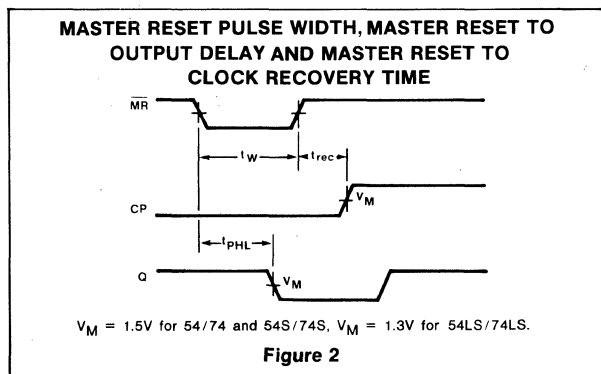 MASTER RESET PULSE WIDTH, MASTER RESET TO
OUTPUT DELAY AND MASTER RESET TO
CLOCK RECOVERY TIME
MR
tW
trec
CP
VM
tPHL
Q
VM
VM = 1.5V for 54/74 and 54S/74S, VM = 1.3V for 54LS/74LS.
Figure 2